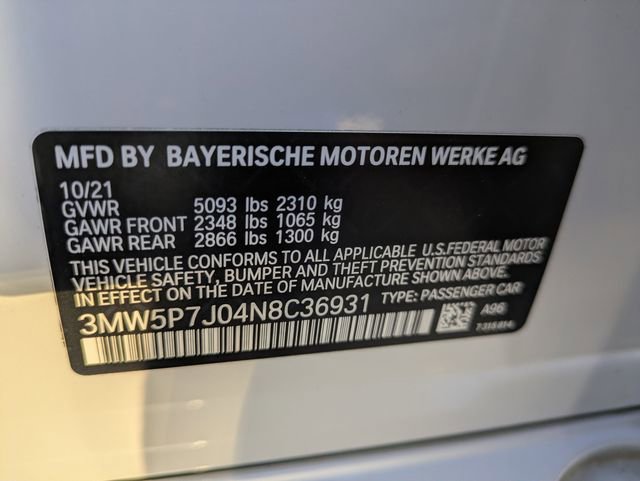 MFD BY BAYERISCHE MOTOREN WERKE AG
10/21
GVWR 5093 lbs 2310 kg
GAWR FRONT 2348 lbs 1065 kg
GAWR REAR 2866 lbs 1300 kg
THIS VEHICLE CONFORMS TO ALL APPLICABLE U.S.FEDERAL MOTOR
VEHICLE SAFETY, BUMPER AND THEFT PREVENTION STANDARDS
IN EFFECT ON THE DATE OF MANUFACTURE SHOWN ABOVE.
3MW5P7J04N8C36931 TYPE: PASSENGER CAR
A96